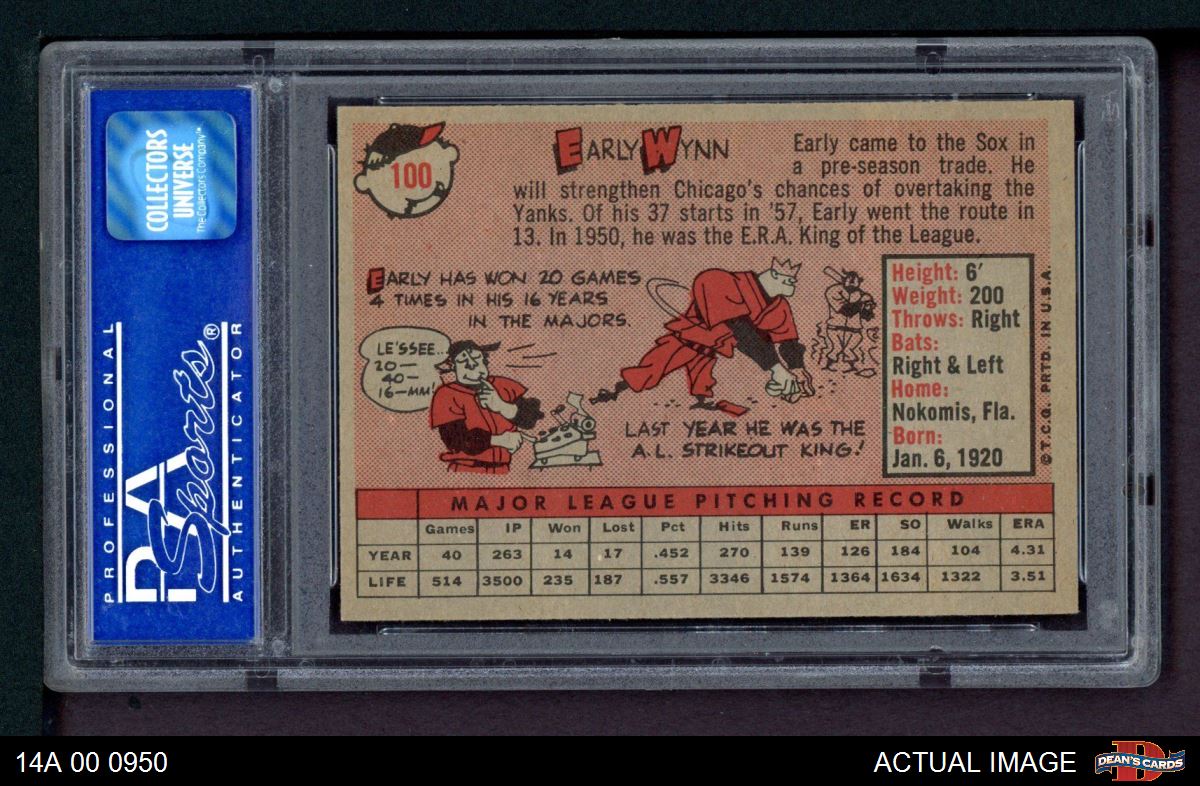 COLLECTORS
UNIVERSE
The Collectors Company™
PROFESSIONAL
PSA
Sports®
AUTHENTICATOR
100
EARLY WYNN
Early came to the Sox in
a pre-season trade. He
will strengthen Chicago's chances of overtaking the
Yanks. Of his 37 starts in '57, Early went the route in
13. In 1950, he was the E.R.A. King of the League.
EARLY HAS WON 20 GAMES
4 TIMES IN HIS 16 YEARS
IN THE MAJORS.
LE'SSEE...
20—
40—
16—MM!
LAST YEAR HE WAS THE
A.L. STRIKEOUT KING!
Height: 6'
Weight: 200
Throws: Right
Bats:
Right & Left
Home:
Nokomis, Fla.
Born:
Jan. 6, 1920
© T.C.G. PRTD. IN U.S.A.
MAJOR LEAGUE PITCHING RECORD
Games IP Won Lost Pct Hits Runs ER SO Walks ERA
YEAR 40 263 14 17 .452 270 139 126 184 104 4.31
LIFE 514 3500 235 187 .557 3346 1574 1364 1634 1322 3.51
14A 00 0950
ACTUAL IMAGE
D
DEAN'S CARDS